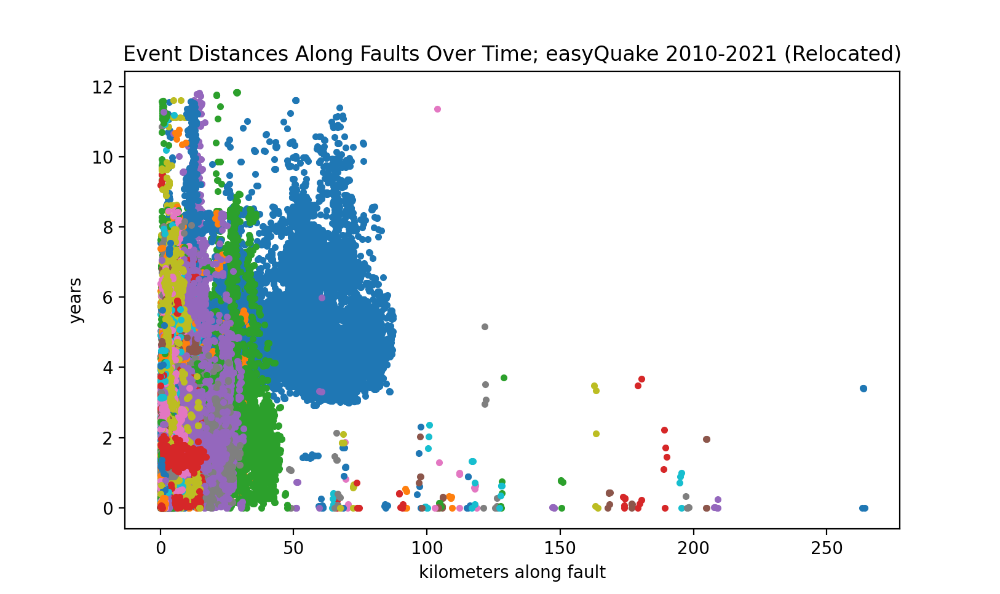 Event Distances Along Faults Over Time; easyQuake 2010-2021 (Relocated)
12
10
8
6
4
2
0
years
0 50 100 150 200 250
kilometers along fault